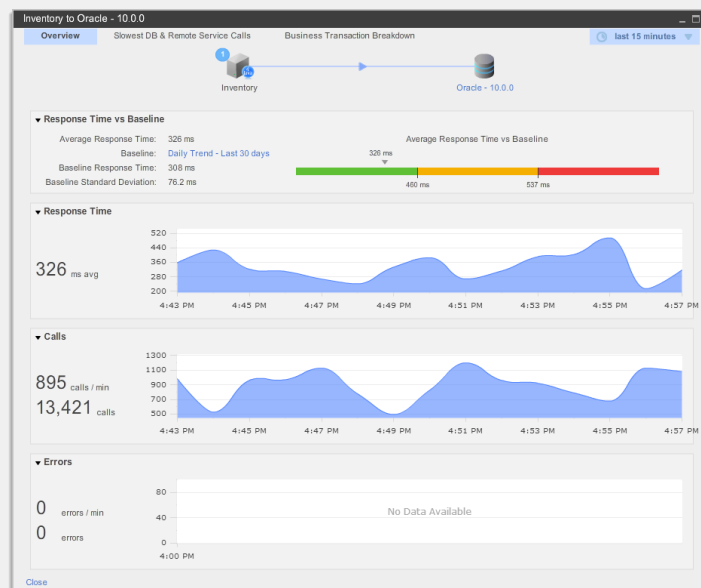 Inventory to Oracle - 10.0.0
Overview
Slowest DB & Remote Service Calls
Business Transaction Breakdown
last 15 minutes
1
Inventory
Oracle - 10.0.0
Response Time vs Baseline
Average Response Time: 326 ms
Baseline: Daily Trend - Last 30 days
Baseline Response Time: 308 ms
Baseline Standard Deviation: 76.2 ms
Average Response Time vs Baseline
326 ms
460 ms
537 ms
Response Time
326 ms avg
520
440
360
280
200
4:43 PM 4:45 PM 4:47 PM 4:49 PM 4:51 PM 4:53 PM 4:55 PM 4:57 PM
Calls
895 calls / min
13,421 calls
1300
1100
900
700
500
4:43 PM 4:45 PM 4:47 PM 4:49 PM 4:51 PM 4:53 PM 4:55 PM 4:57 PM
Errors
0 errors / min
0 errors
80
40
0
No Data Available
4:00 PM
Close